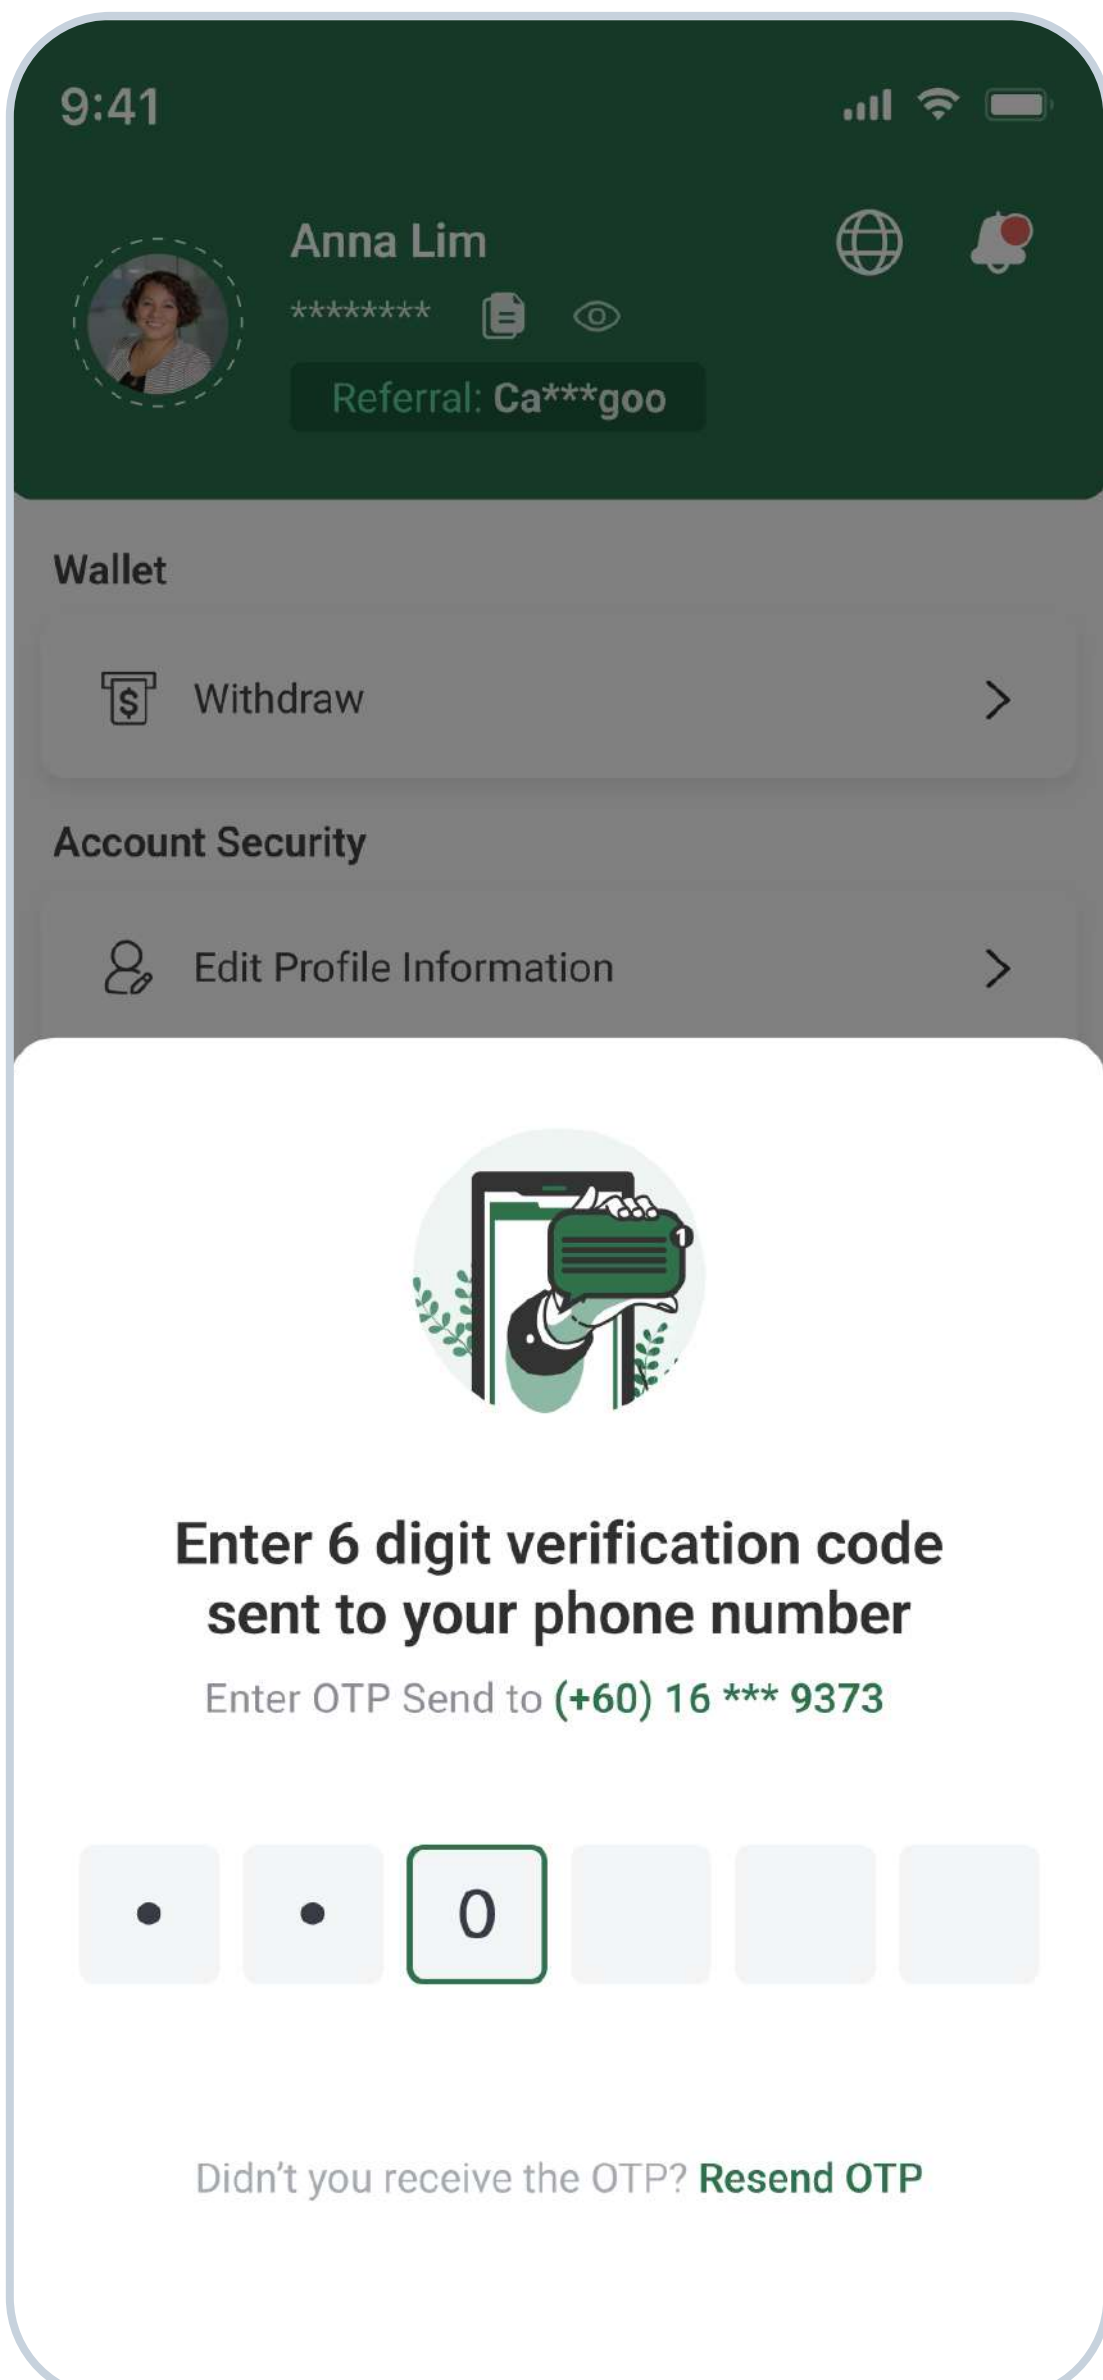 9:41
Anna Lim
********
Referral: Ca***goo
Wallet
$ Withdraw
Account Security
Edit Profile Information
1
Enter 6 digit verification code
sent to your phone number
Enter OTP Send to (+60) 16 *** 9373
• • 0
Didn’t you receive the OTP? Resend OTP